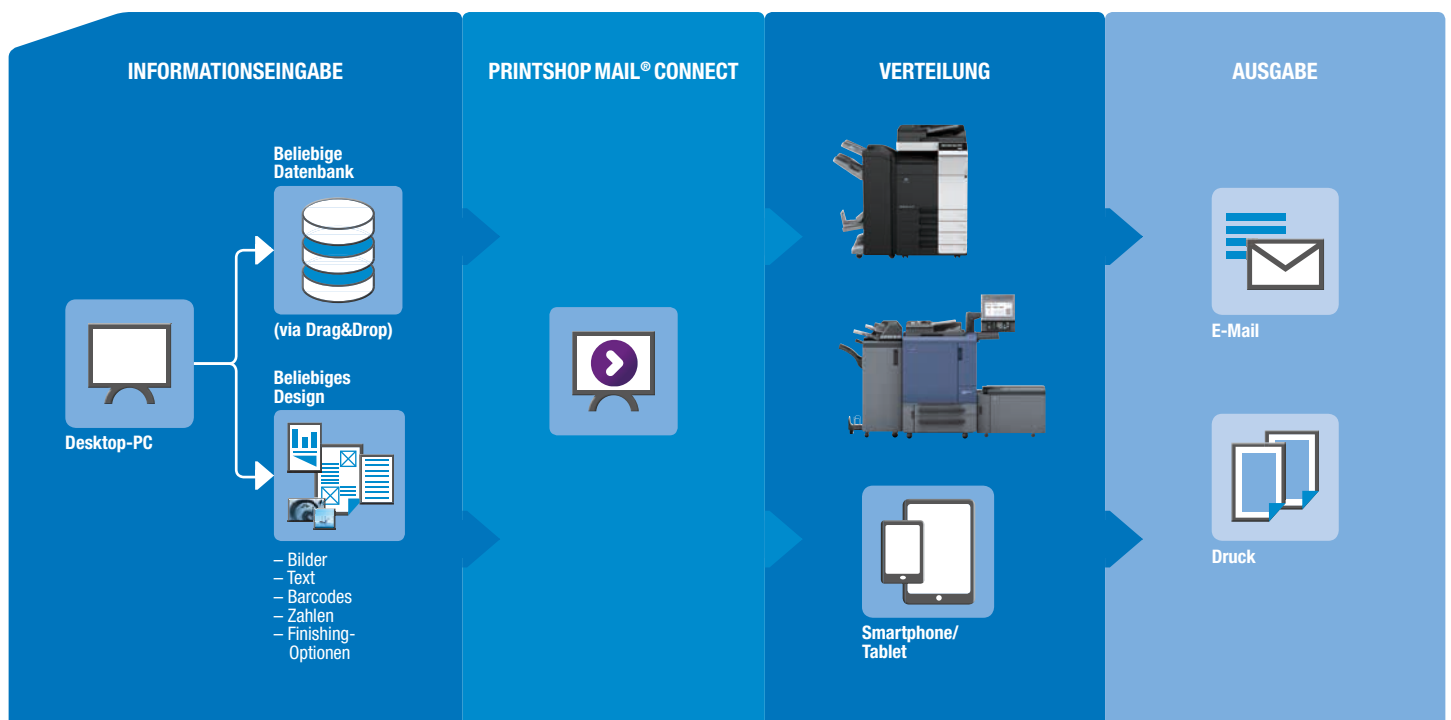 INFORMATIONSEINGABE
PRINTSHOP MAIL® CONNECT
VERTEILUNG
AUSGABE
Beliebige
Datenbank
(via Drag&Drop)
Desktop-PC
Beliebiges
Design
– Bilder
– Text
– Barcodes
– Zahlen
– Finishing-
Optionen
Smartphone/
Tablet
E-Mail
Druck